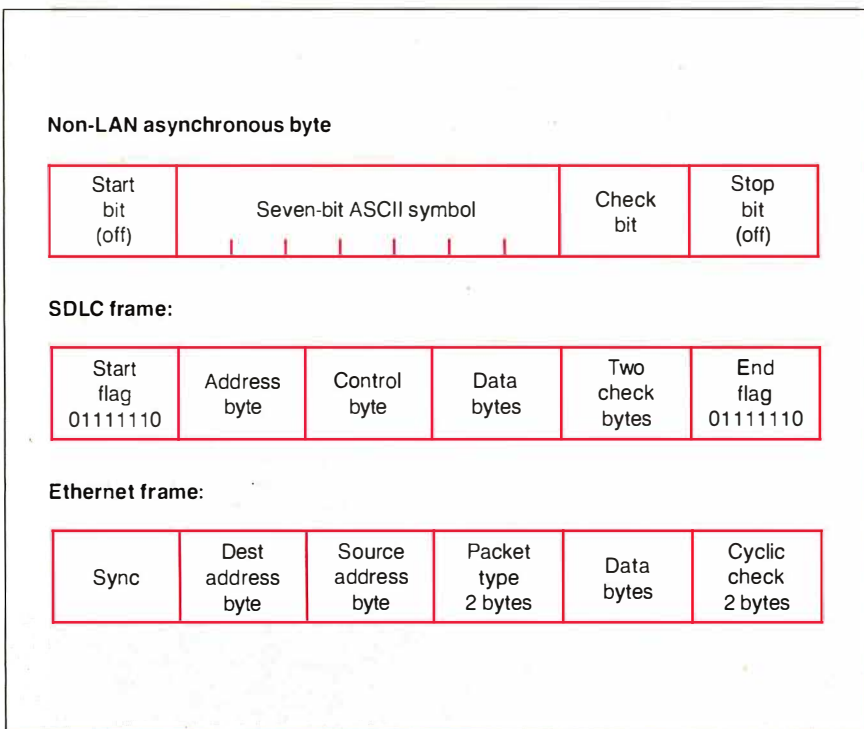 Non-LAN asynchronous byte
Start
bit
(off)
Seven-bit ASCII symbol
Check
bit
Stop
bit
(off)
SDLC frame:
Start
flag
01111110
Address
byte
Control
byte
Data
bytes
Two
check
bytes
End
flag
01111110
Ethernet frame:
Sync
Dest
address
byte
Source
address
byte
Packet
type
2 bytes
Data
bytes
Cyclic
check
2 bytes